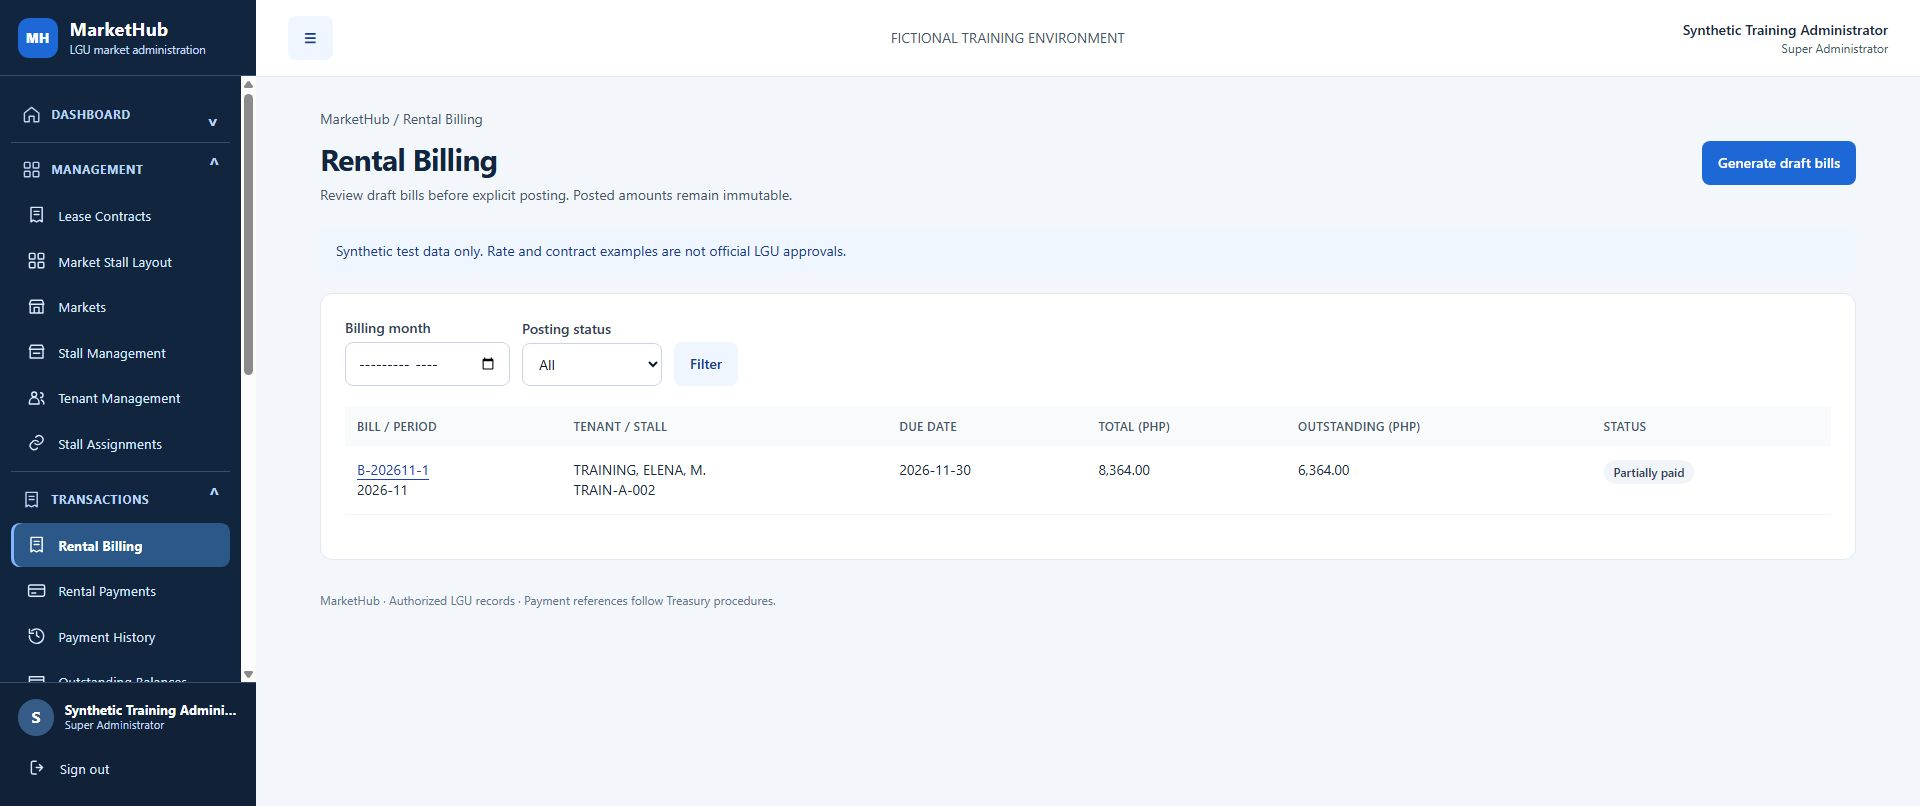 MH
MarketHub
LGU market administration
☰
FICTIONAL TRAINING ENVIRONMENT
Synthetic Training Administrator
Super Administrator
DASHBOARD
MANAGEMENT
Lease Contracts
Market Stall Layout
Markets
Stall Management
Tenant Management
Stall Assignments
TRANSACTIONS
Rental Billing
Rental Payments
Payment History
Outstanding Balances
S
Synthetic Training Admini...
Super Administrator
Sign out
MarketHub / Rental Billing
Rental Billing
Generate draft bills
Review draft bills before explicit posting. Posted amounts remain immutable.
Synthetic test data only. Rate and contract examples are not official LGU approvals.
Billing month
Posting status
--------- ----
All
Filter
BILL / PERIOD TENANT / STALL DUE DATE TOTAL (PHP) OUTSTANDING (PHP) STATUS
B-202611-1 TRAINING, ELENA, M. 2026-11-30 8,364.00 6,364.00 Partially paid
2026-11 TRAIN-A-002
MarketHub · Authorized LGU records · Payment references follow Treasury procedures.